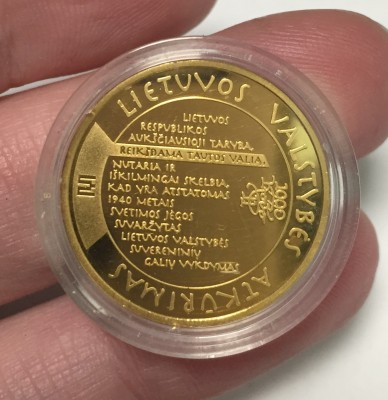 LIETUVOS VALSTYBĖS ATKŪRIMAS
LIETUVOS
RESPUBLIKOS
AUKŠČIAUSIOJI TARYBA,
REIKŠDAMA TAUTOS VALIĄ,
NUTARIA IR
IŠKILMINGAI SKELBIA,
KAD YRA ATSTATOMAS
1940 METAIS
SVETIMOS JĖGOS
SUVARŽYTAS
LIETUVOS VALSTYBĖS
SUVERENINIŲ
GALIŲ VYKDYMAS